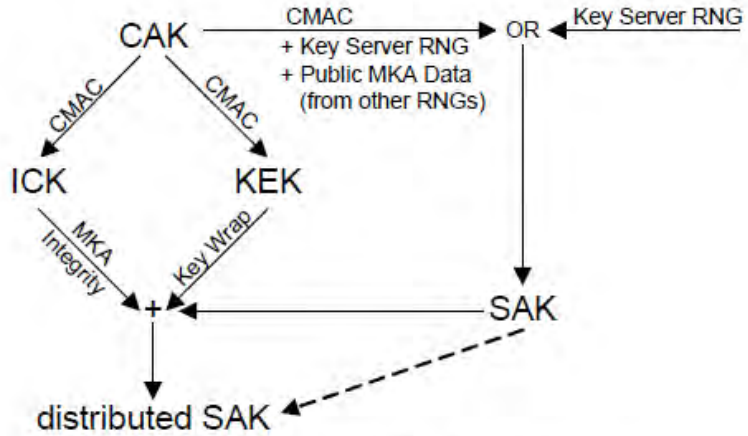 CMAC
Key Server RNG
CAK
OR
+ Key Server RNG
+ Public MKA Data
(from other RNGs)
CMAC
CMAC
ICK
KEK
MKA
Integrity
Key Wrap
+
SAK
distributed SAK